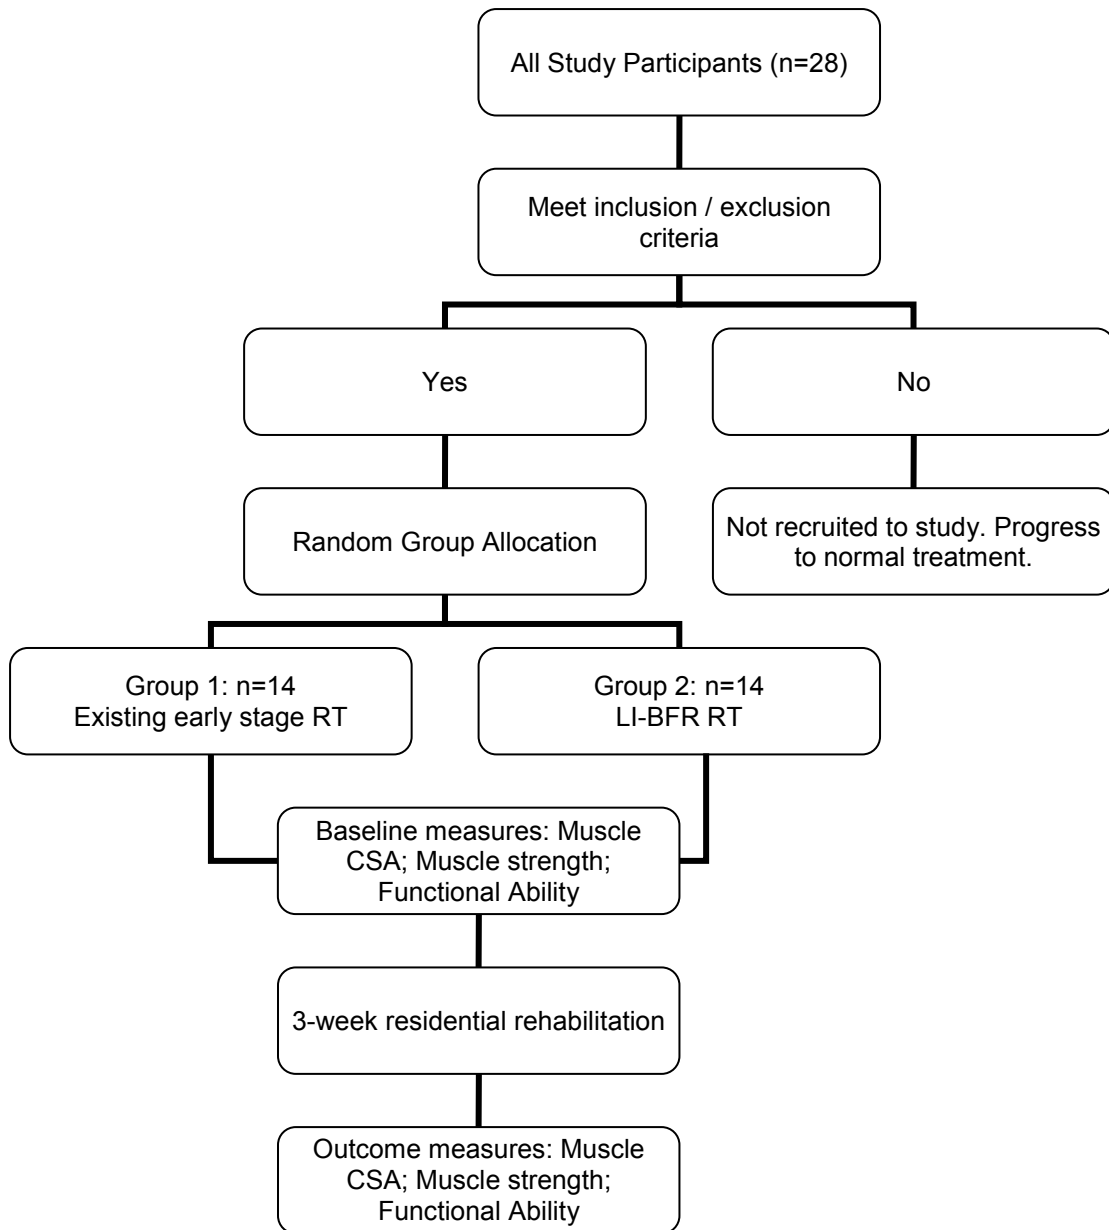 All Study Participants (n=28)
Meet inclusion / exclusion
criteria
Yes
No
Random Group Allocation
Not recruited to study. Progress
to normal treatment.
Group 1: n=14
Existing early stage RT
Group 2: n=14
LI-BFR RT
Baseline measures: Muscle
CSA; Muscle strength;
Functional Ability
3-week residential rehabilitation
Outcome measures: Muscle
CSA; Muscle strength;
Functional Ability